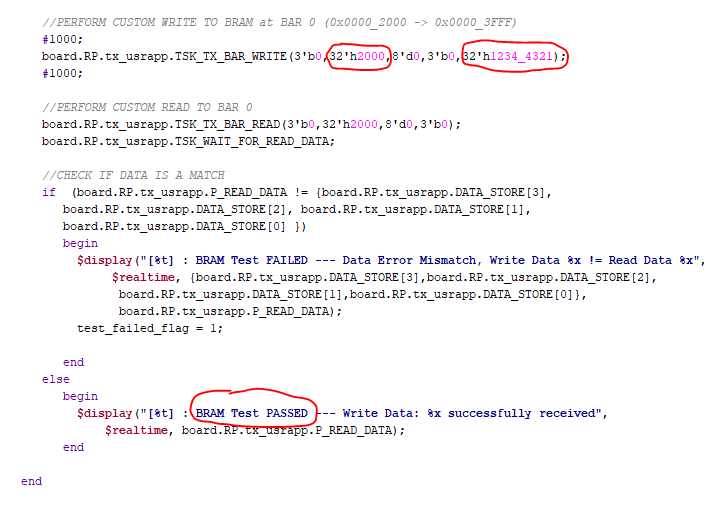 //PERFORM CUSTOM WRITE TO BRAM at BAR 0 (0x0000_2000 -> 0x0000_3FFF)
#1000;
board.RP.tx_usrapp.TSK_TX_BAR_WRITE(3'b0,32'h2000,8'd0,3'b0,32'h1234_4321);
#1000;
//PERFORM CUSTOM READ TO BAR 0
board.RP.tx_usrapp.TSK_TX_BAR_READ(3'b0,32'h2000,8'd0,3'b0);
board.RP.tx_usrapp.TSK_WAIT_FOR_READ_DATA;
//CHECK IF DATA IS A MATCH
if  (board.RP.tx_usrapp.P_READ_DATA != {board.RP.tx_usrapp.DATA_STORE[3],
board.RP.tx_usrapp.DATA_STORE[2], board.RP.tx_usrapp.DATA_STORE[1],
board.RP.tx_usrapp.DATA_STORE[0] })
begin
$display("[%t] : BRAM Test FAILED --- Data Error Mismatch, Write Data %x != Read Data %x",
$realtime, {board.RP.tx_usrapp.DATA_STORE[3],board.RP.tx_usrapp.DATA_STORE[2],
board.RP.tx_usrapp.DATA_STORE[1],board.RP.tx_usrapp.DATA_STORE[0]},
board.RP.tx_usrapp.P_READ_DATA);
test_failed_flag = 1;
end
else
begin
$display("[%t] : BRAM Test PASSED --- Write Data: %x successfully received",
$realtime, board.RP.tx_usrapp.P_READ_DATA);
end
end